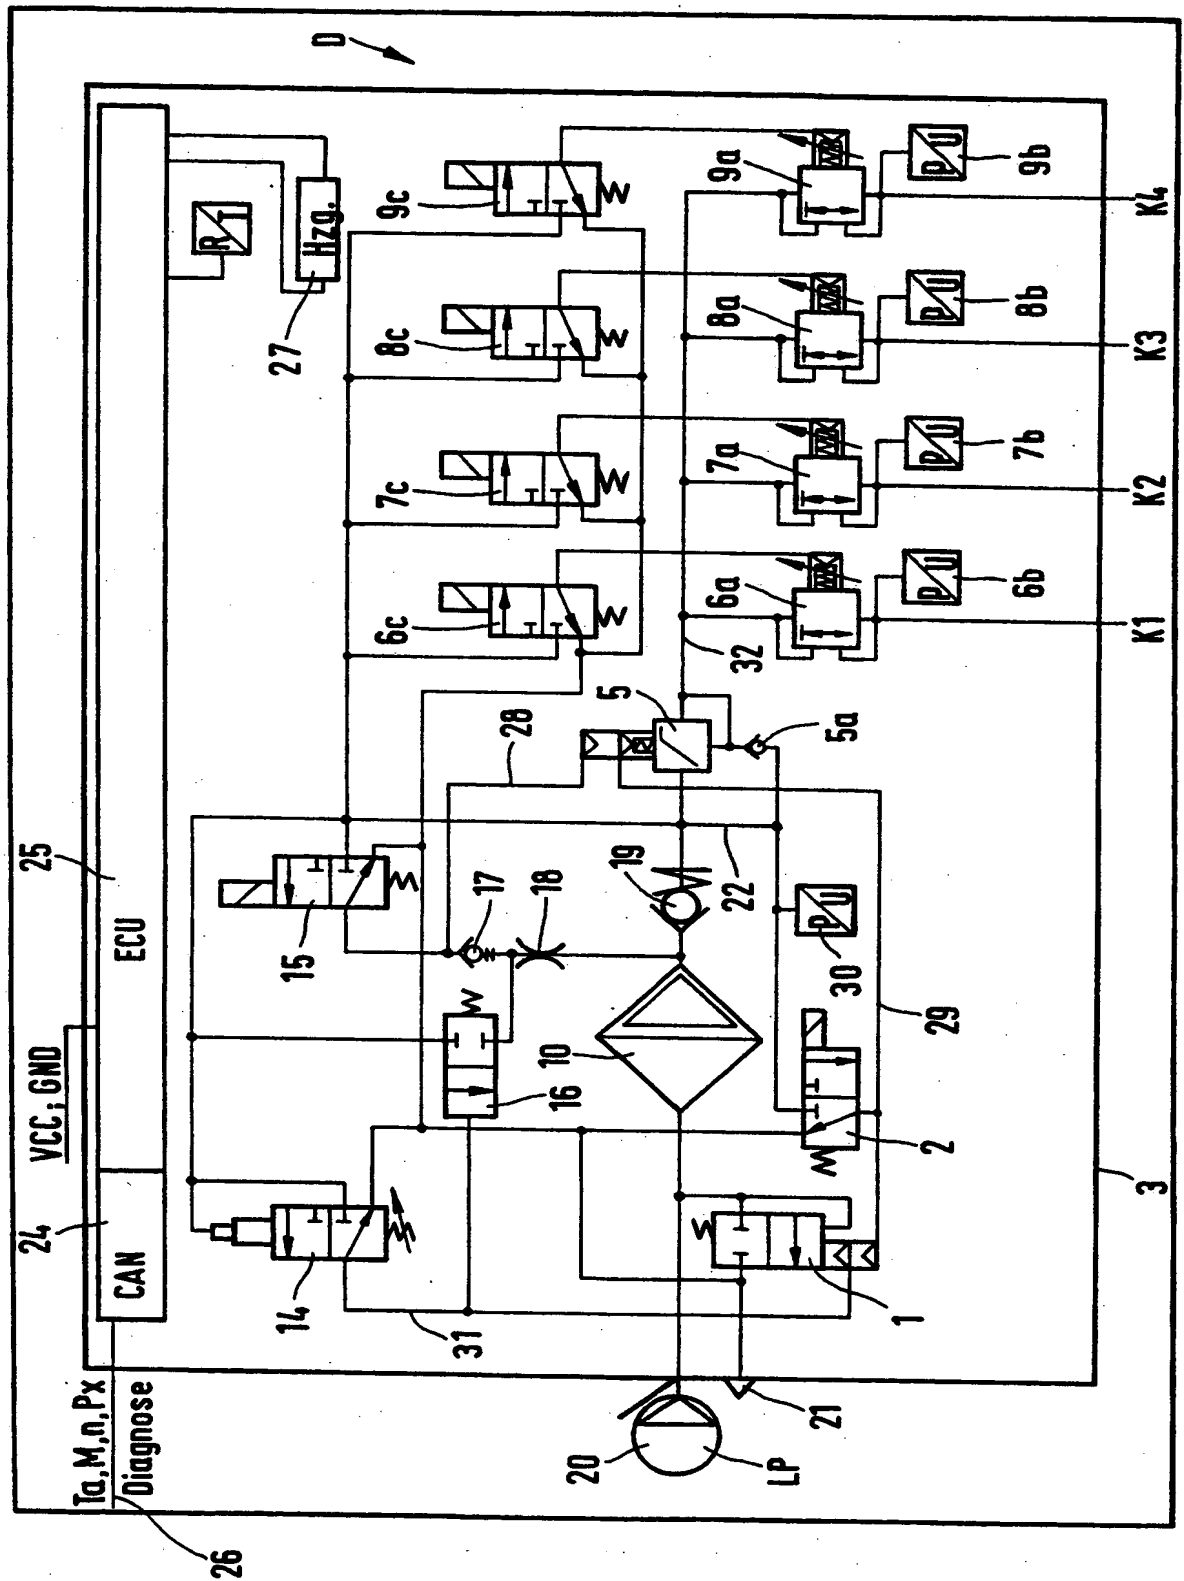 D
Ta,M,n,Px
Diagnose
26
CAN
24
VCC; GND
ECU
25
R
T
Hzg.
27
14
31
15
16
17
18
28
6c
7c
8c
9c
20
LP
21
10
19
22
5
5a
32
1
2
30
P
U
29
6a
7a
8a
9a
P
U
6b
P
U
7b
P
U
8b
P
U
9b
K1
K2
K3
K4
3